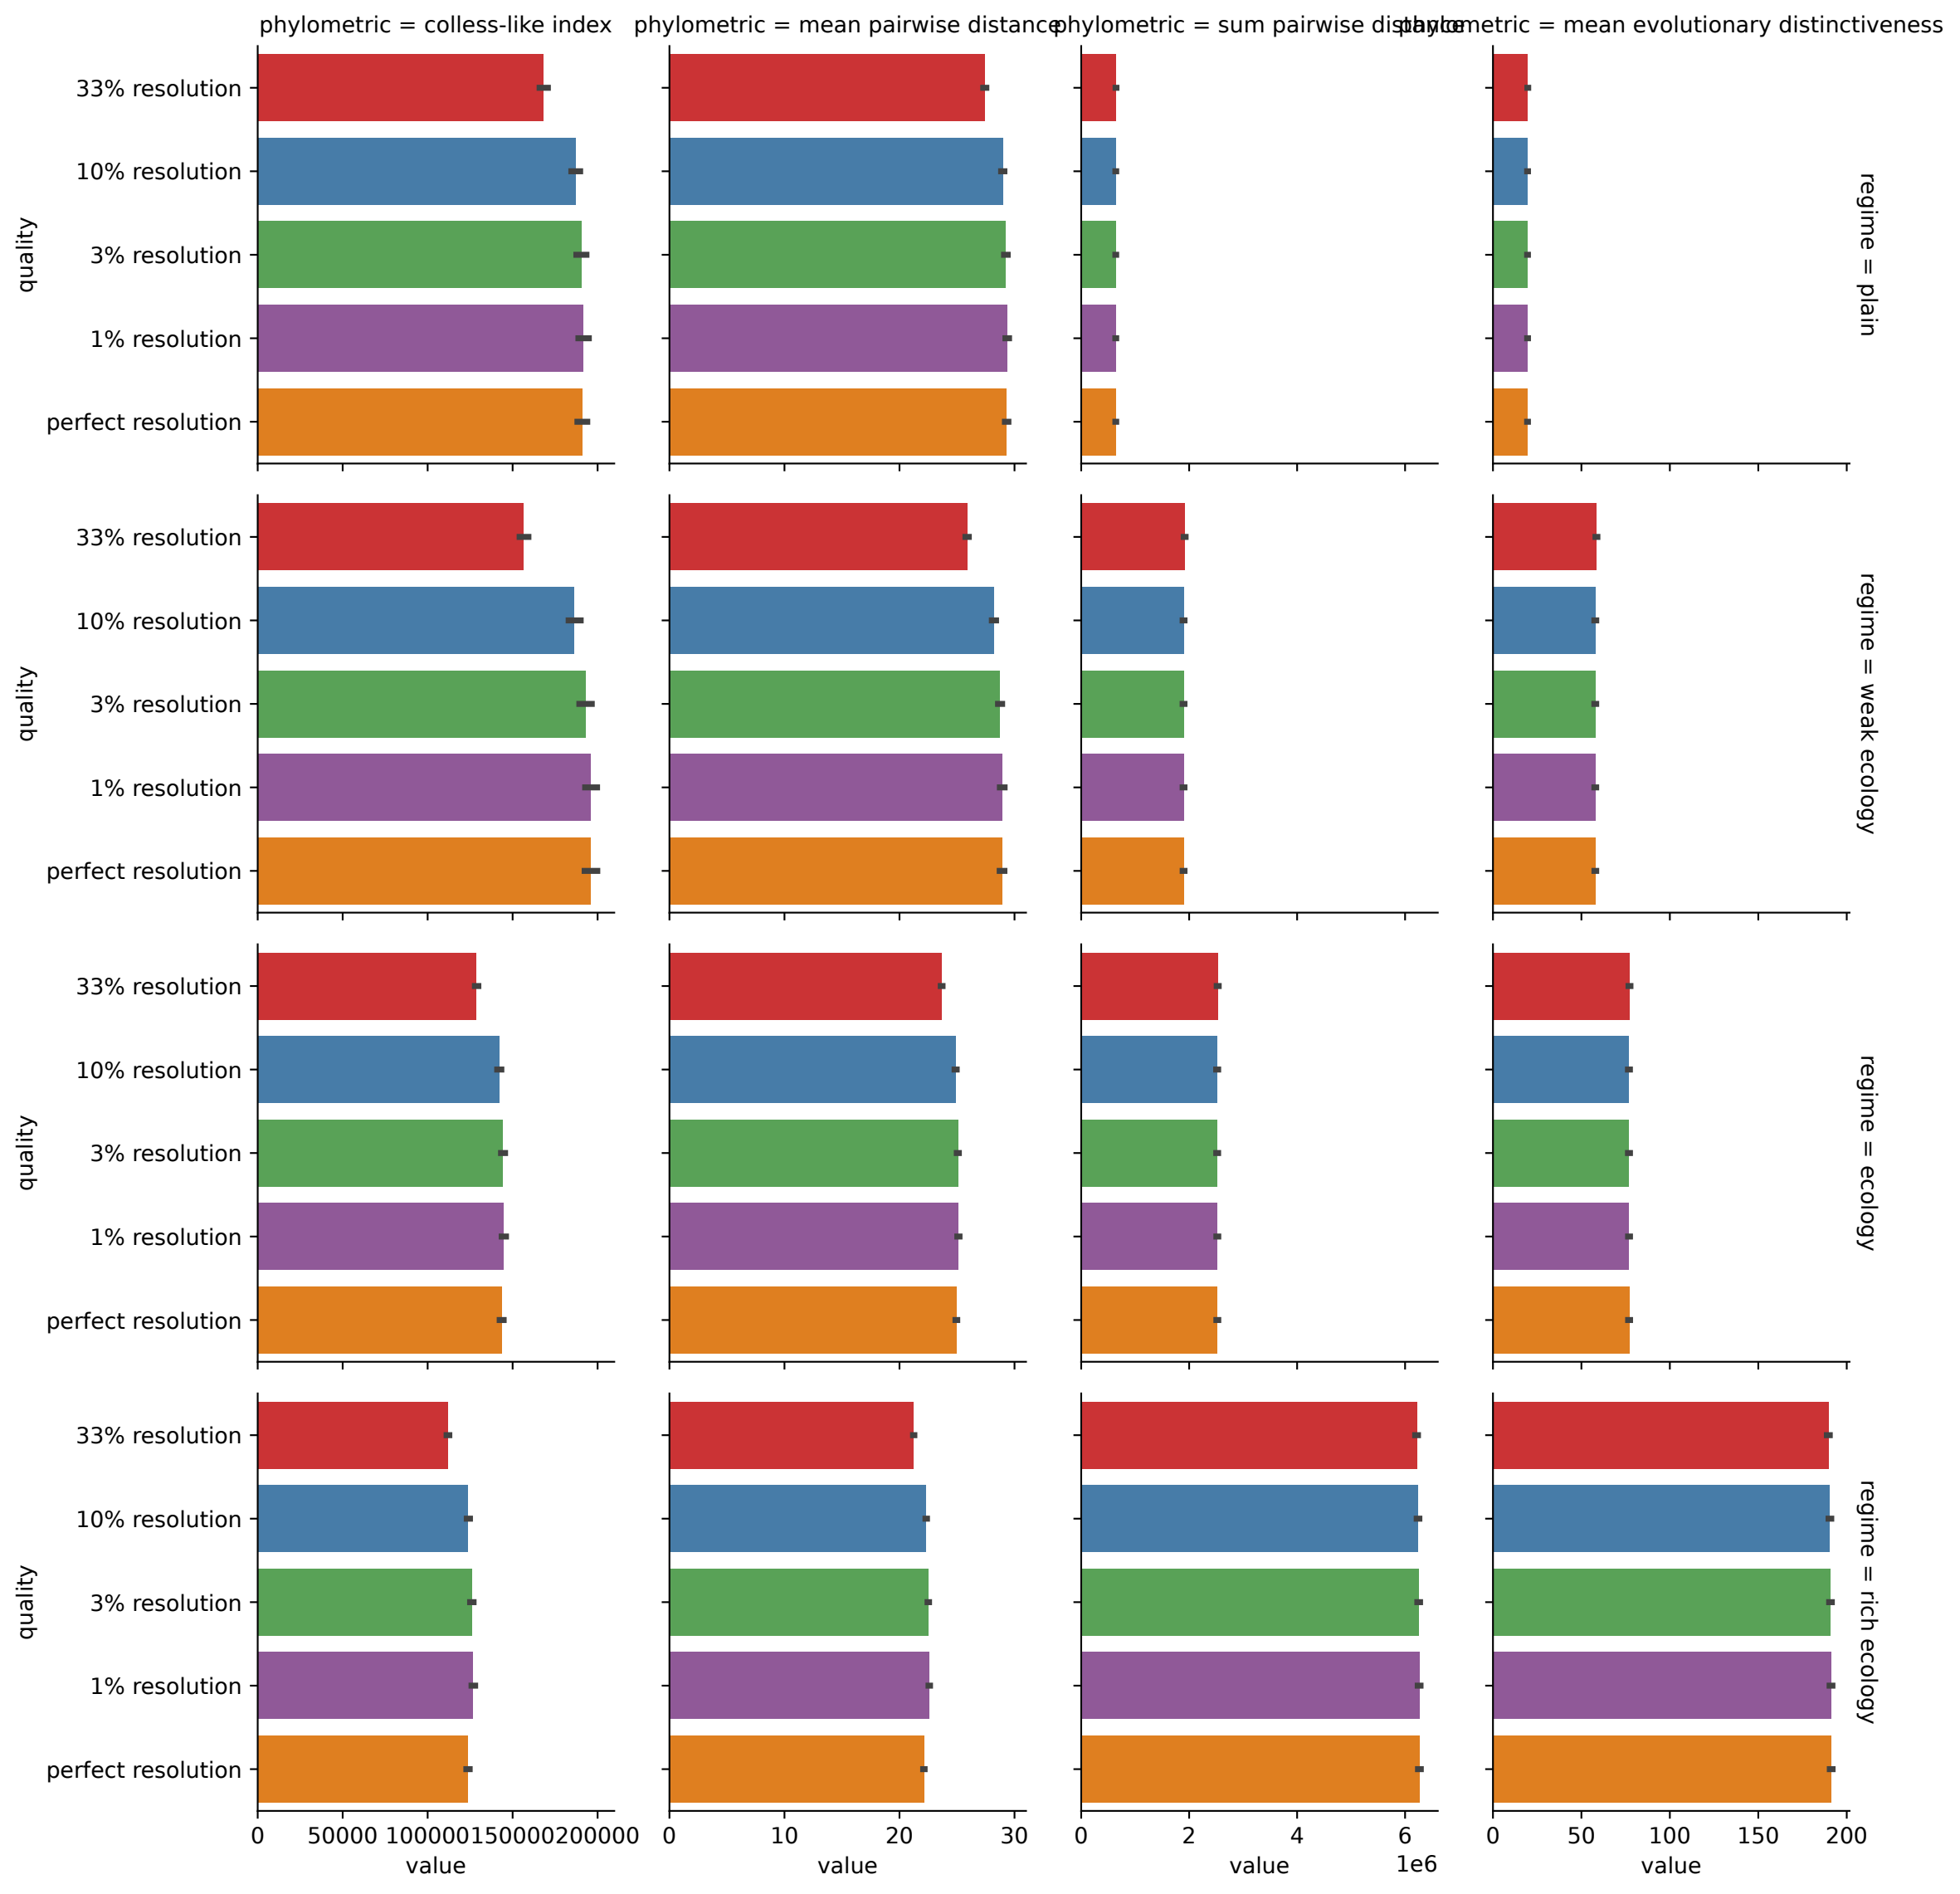 phylometric = colless-like index
phylometric = mean pairwise distance
phylometric = sum pairwise distance
phylometric = mean evolutionary distinctiveness
quality
33% resolution
10% resolution
3% resolution
1% resolution
perfect resolution
regime = plain
quality
33% resolution
10% resolution
3% resolution
1% resolution
perfect resolution
regime = weak ecology
quality
33% resolution
10% resolution
3% resolution
1% resolution
perfect resolution
regime = ecology
quality
33% resolution
10% resolution
3% resolution
1% resolution
perfect resolution
regime = rich ecology
0 50000 100000 150000 200000
value
0 10 20 30
value
0 2 4 6
1e6
value
0 50 100 150 200
value